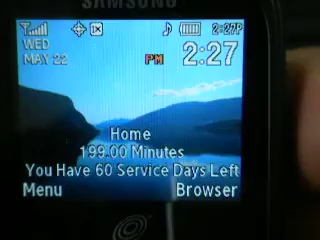 SAMSUNG
2:27P
WED
MAY 22
PM 2:27
Home
199.00 Minutes
You Have 60 Service Days Left
Menu Browser